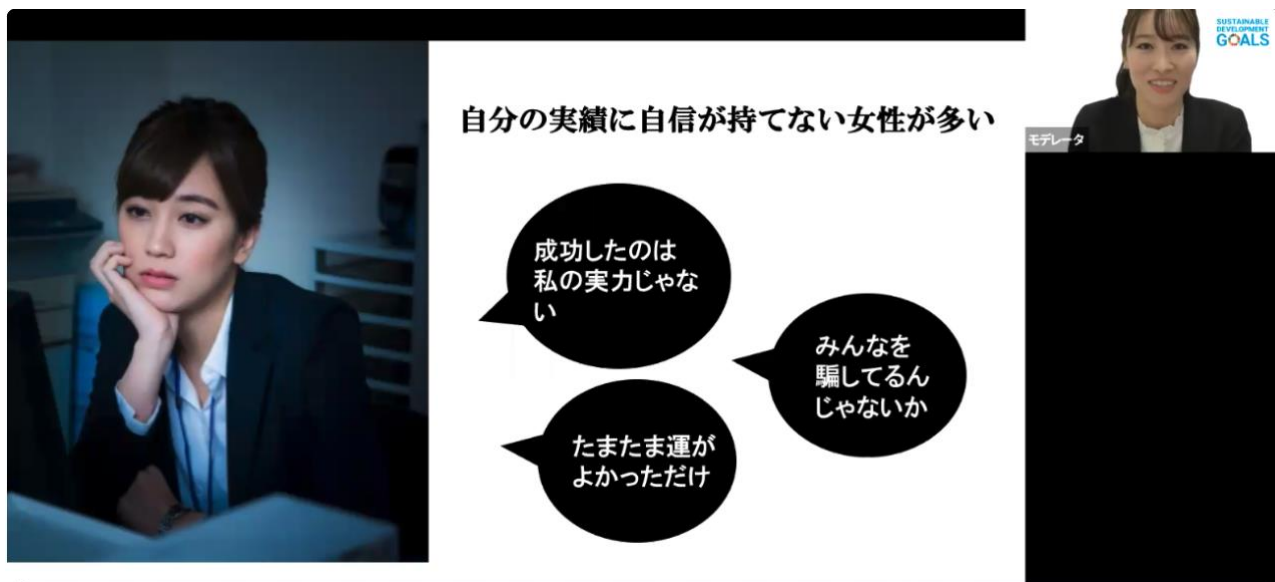 自分の実績に自信が持てない女性が多い
成功したのは
私の実力じゃな
い
みんなを
騙してるん
じゃないか
たまたま運が
よかっただけ
SUSTAINABLE
DEVELOPMENT
GOALS
モデレータ